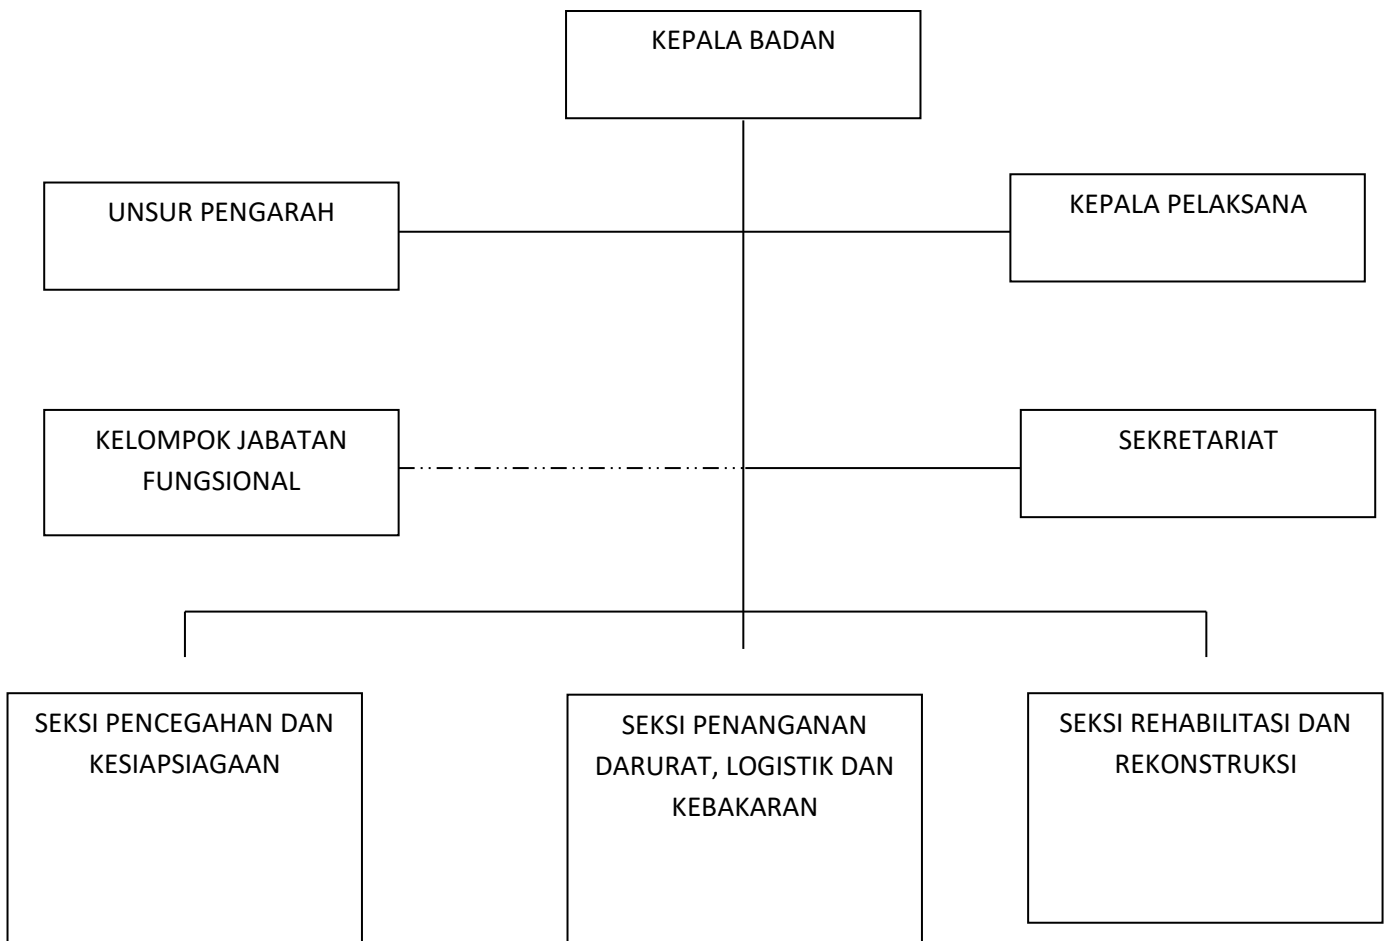 KEPALA BADAN
UNSUR PENGARAH
KEPALA PELAKSANA
KELOMPOK JABATAN
FUNGSIONAL
SEKRETARIAT
SEKSI PENCEGAHAN DAN
KESIAPSIAGAAN
SEKSI PENANGANAN
DARURAT, LOGISTIK DAN
KEBAKARAN
SEKSI REHABILITASI DAN
REKONSTRUKSI